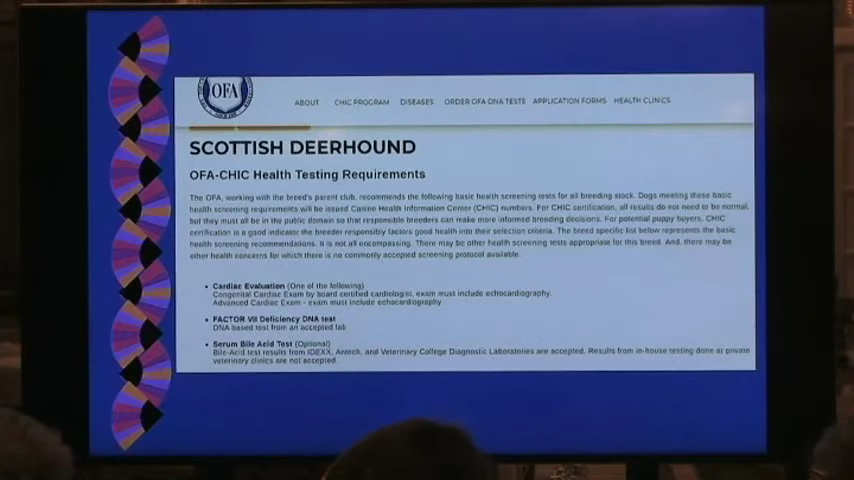 OFA
ABOUT CHIC PROGRAM DISEASES ORDER OFA DNA TESTS APPLICATION FORMS HEALTH CLINICS
SCOTTISH DEERHOUND
OFA-CHIC Health Testing Requirements
The OFA, working with the breed's parent club, recommends the following basic health screening tests for all breeding stock. Dogs meeting these basic
health screening requirements will be issued Canine Health Information Center (CHIC) numbers. For CHIC certification, all results do not need to be normal,
but they must all be in the public domain so that responsible breeders can make more informed breeding decisions. For potential puppy buyers, CHIC
certification is a good indicator the breeder responsibly factors good health into their selection criteria. The breed specific list below represents the basic
health screening recommendations. It is not all encompassing. There may be other health screening tests appropriate for this breed. And, there may be
other health concerns for which there is no commonly accepted screening protocol available.
• Cardiac Evaluation (One of the following)
Congenital Cardiac Exam by board certified cardiologist, exam must include echocardiography.
Advanced Cardiac Exam - exam must include echocardiography
• FACTOR VII Deficiency DNA test
DNA based test from an accepted lab
• Serum Bile Acid Test (Optional)
Bile-Acid test results from IDEXX, Antech, and Veterinary College Diagnostic Laboratories are accepted. Results from in-house testing done at private
veterinary clinics are not accepted.